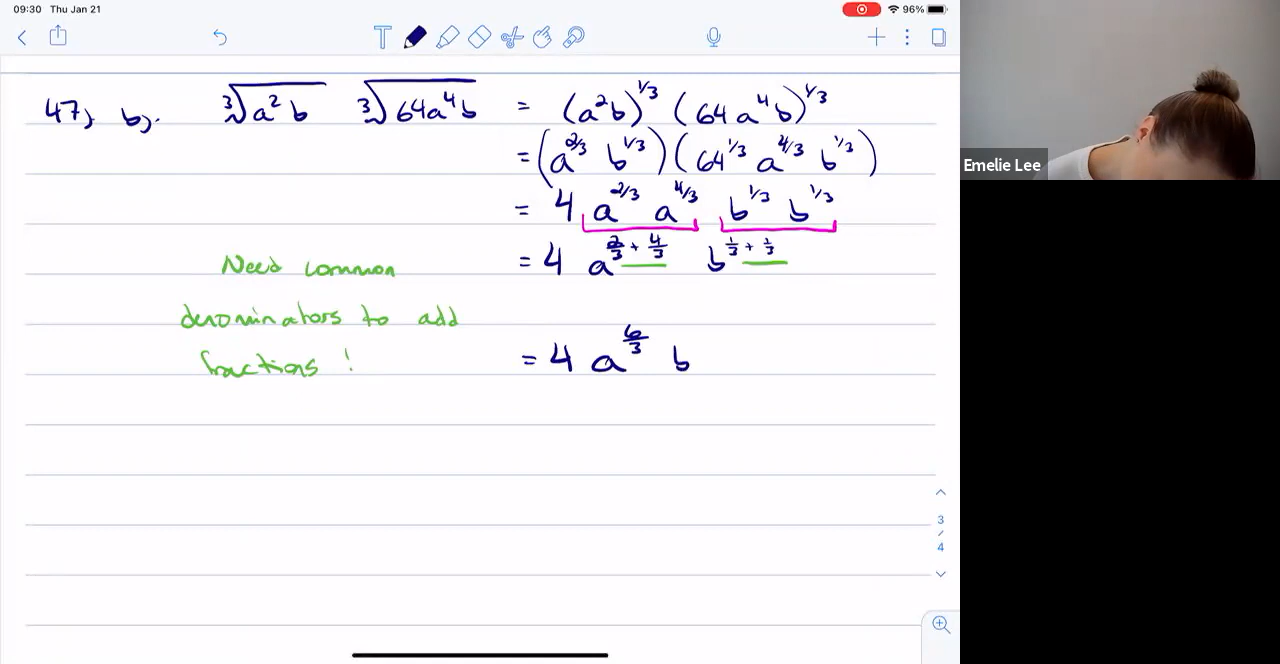 09:30 Thu Jan 21
96%
47) b). ∛(a²b) ∛(64a⁴b) = (a²b)^1/3 (64a⁴b)^1/3
= (a^2/3 b^1/3)(64^1/3 a^4/3 b^1/3)
= 4 a^2/3 a^4/3 b^1/3 b^1/3
= 4 a^(2/3 + 4/3) b^(1/3 + 1/3)
Need common
denominators to add
fractions !
= 4 a^6/3 b
Emelie Lee
3
/
4